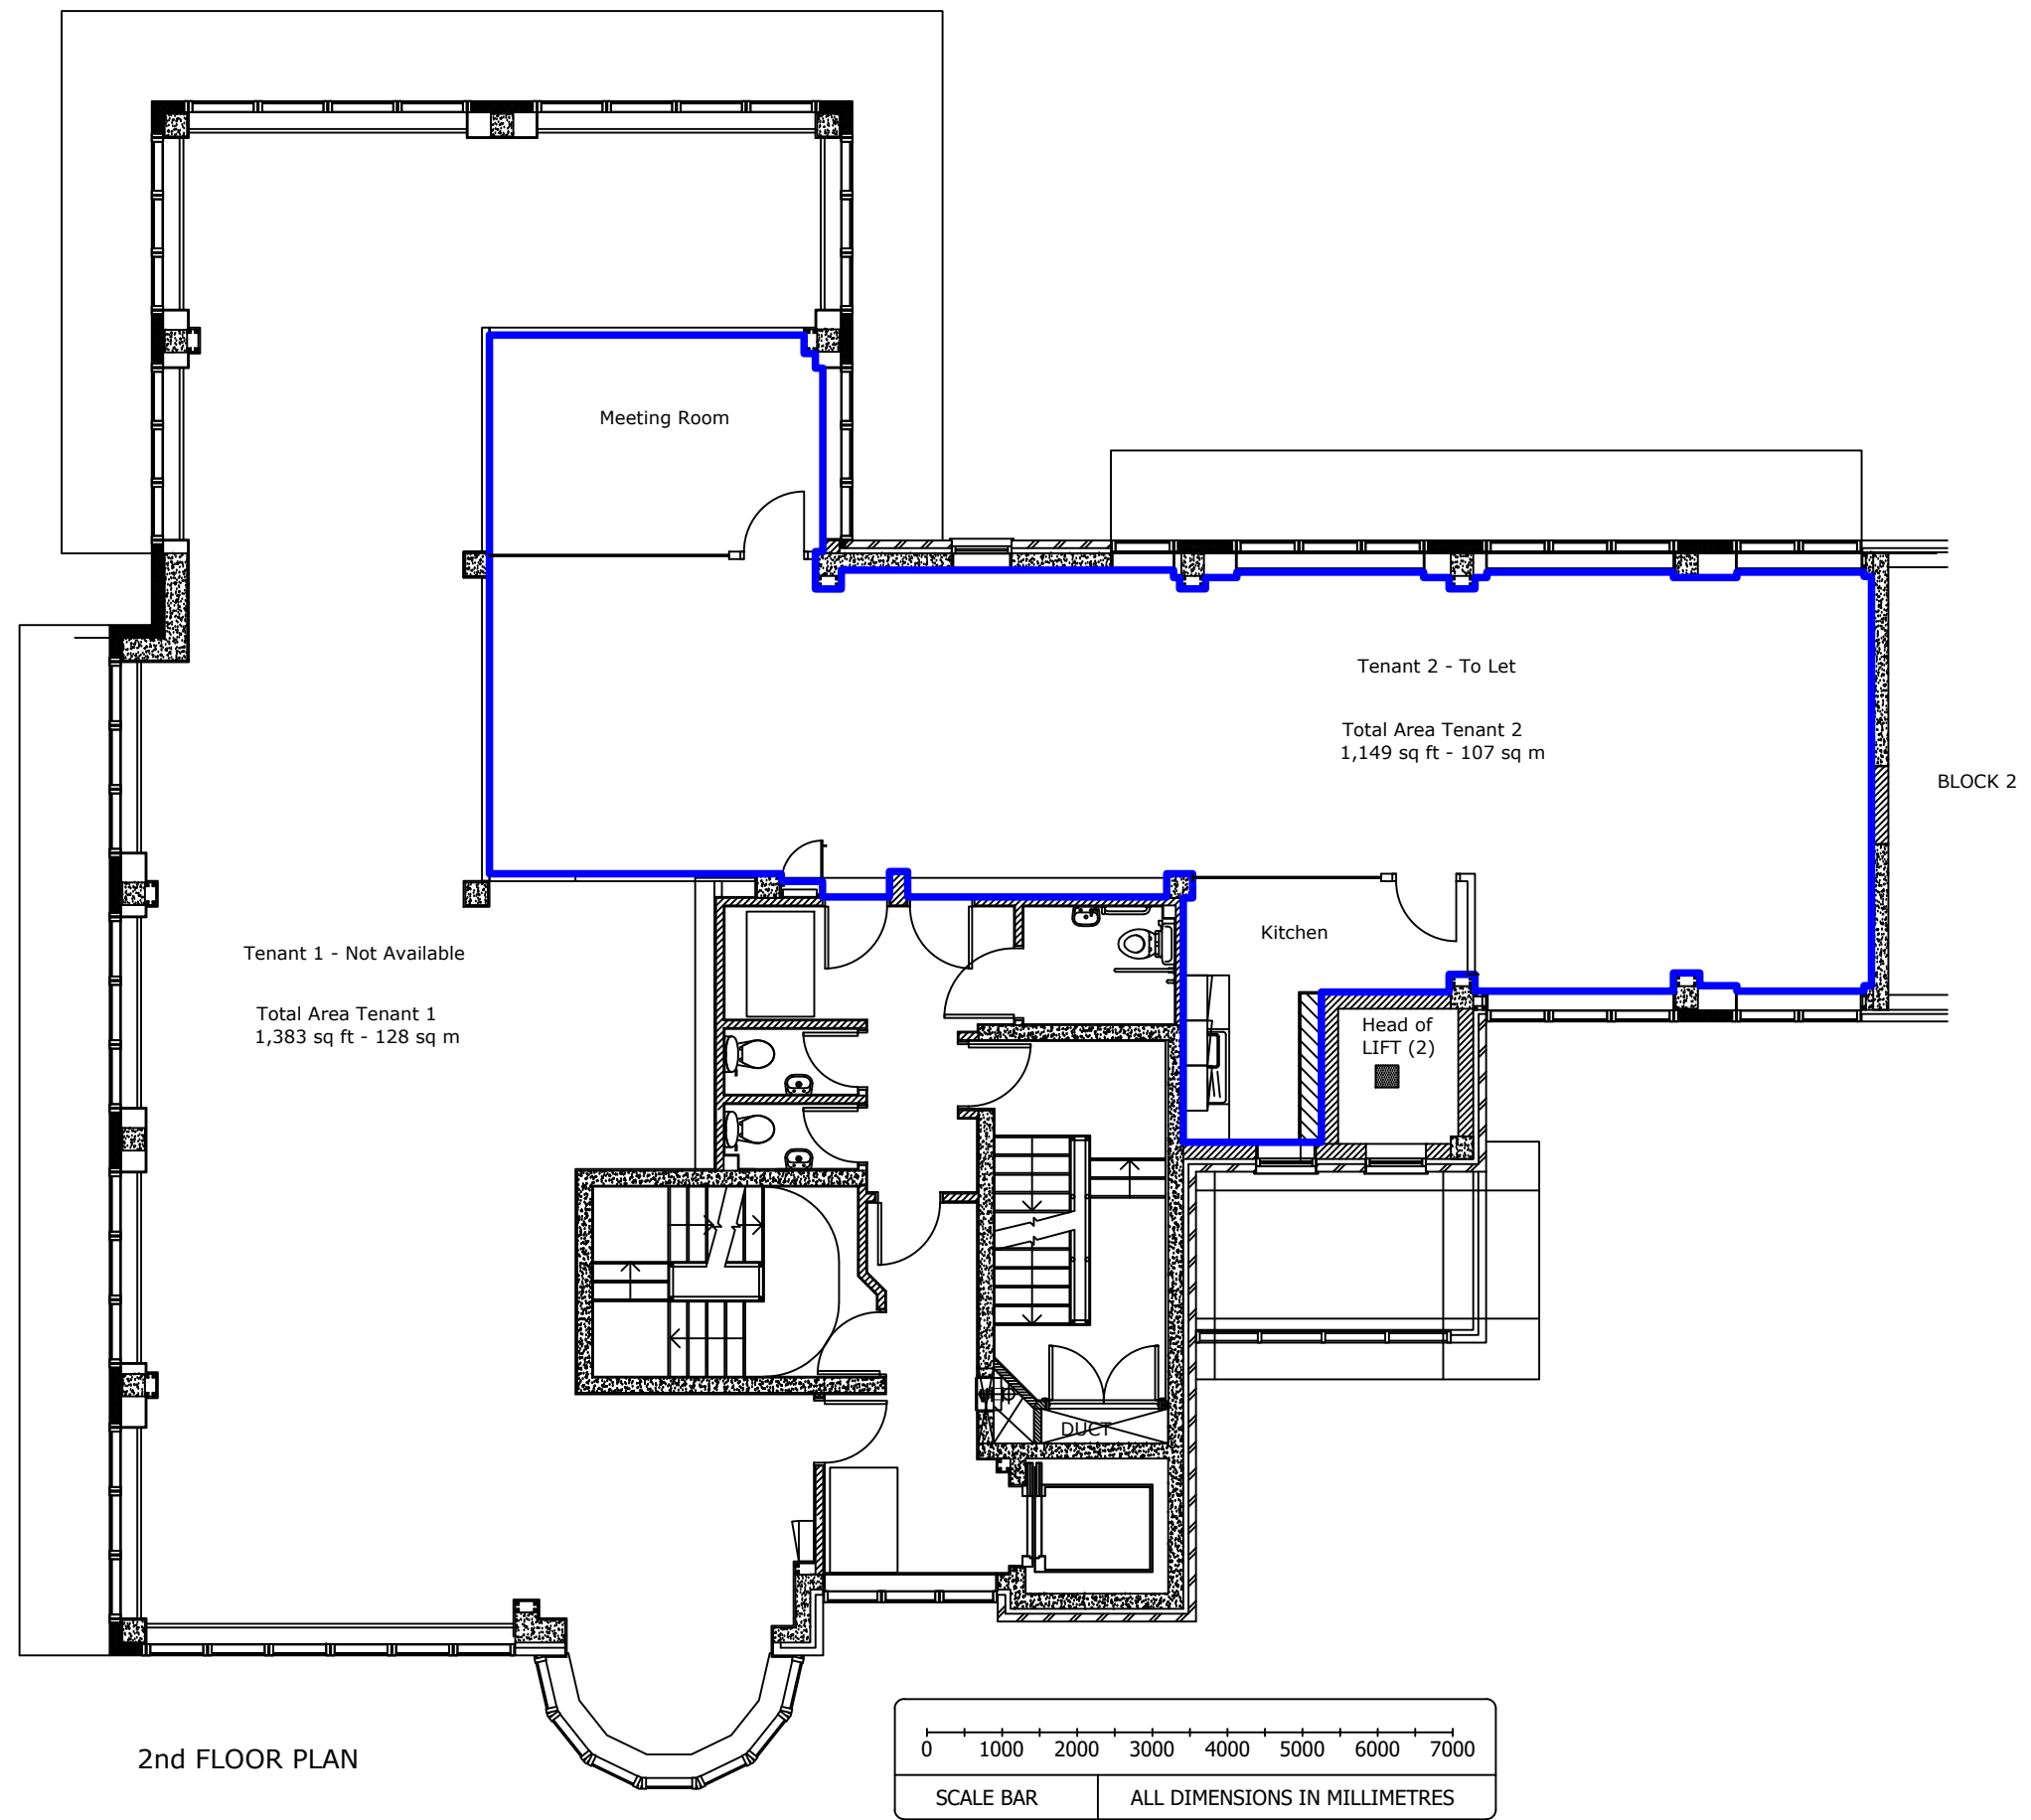 Meeting Room
Tenant 2 - To Let
Total Area Tenant 2
1,149 sq ft - 107 sq m
BLOCK 2
Kitchen
Tenant 1 - Not Available
Total Area Tenant 1
1,383 sq ft - 128 sq m
Head of
LIFT (2)
DUCT
2nd FLOOR PLAN
0 1000 2000 3000 4000 5000 6000 7000
SCALE BAR
ALL DIMENSIONS IN MILLIMETRES